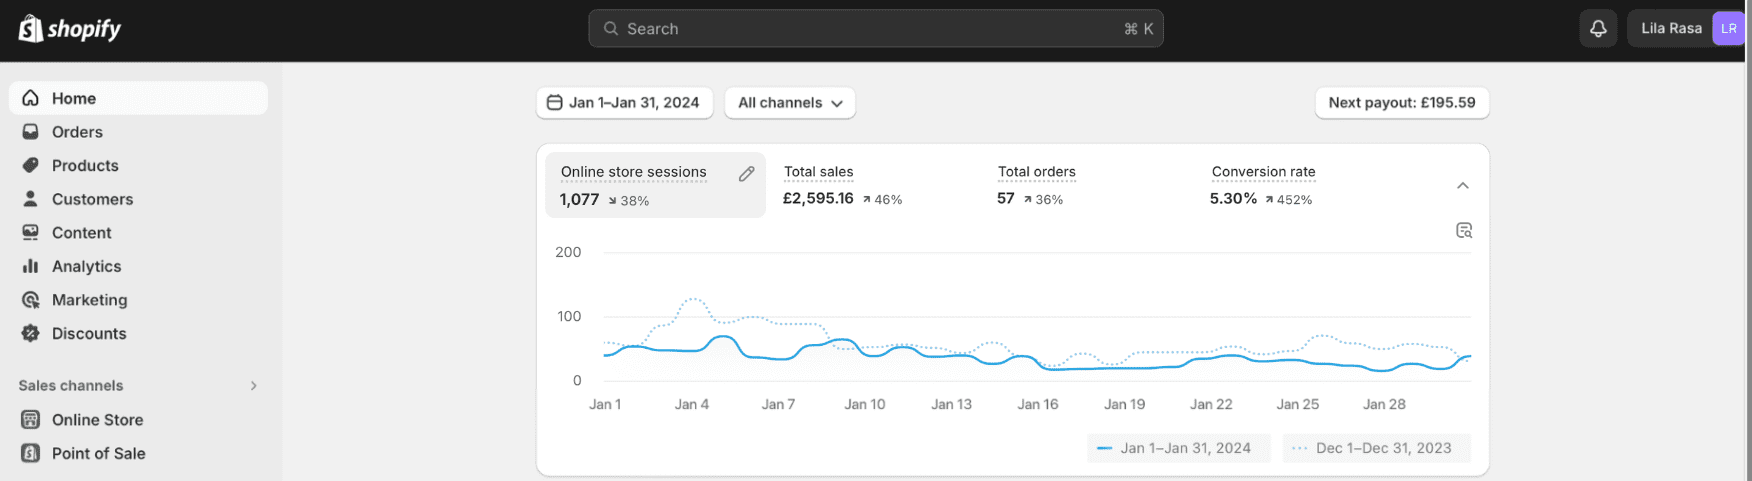 shopify
Search ⌘ K
Lila Rasa LR
Home
Orders
Products
Customers
Content
Analytics
Marketing
Discounts
Sales channels
Online Store
Point of Sale
Jan 1–Jan 31, 2024 All channels Next payout: £195.59
Online store sessions Total sales Total orders Conversion rate
1,077 ↘ 38% £2,595.16 ↗ 46% 57 ↗ 36% 5.30% ↗ 452%
200
100
0
Jan 1 Jan 4 Jan 7 Jan 10 Jan 13 Jan 16 Jan 19 Jan 22 Jan 25 Jan 28
Jan 1–Jan 31, 2024 Dec 1–Dec 31, 2023